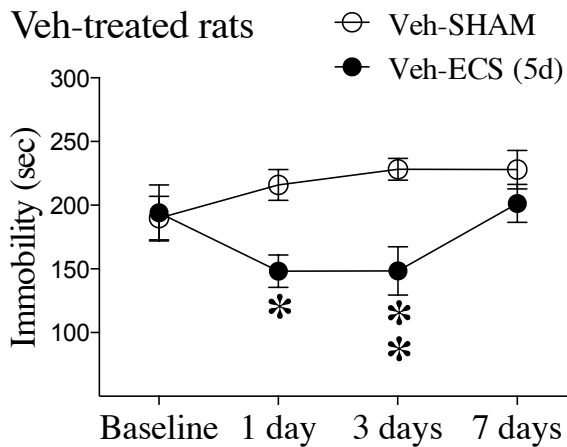 Veh-treated rats
Veh-SHAM
Veh-ECS (5d)
Immobility (sec)
300
250
200
150
100
*
*
*
Baseline 1 day 3 days 7 days